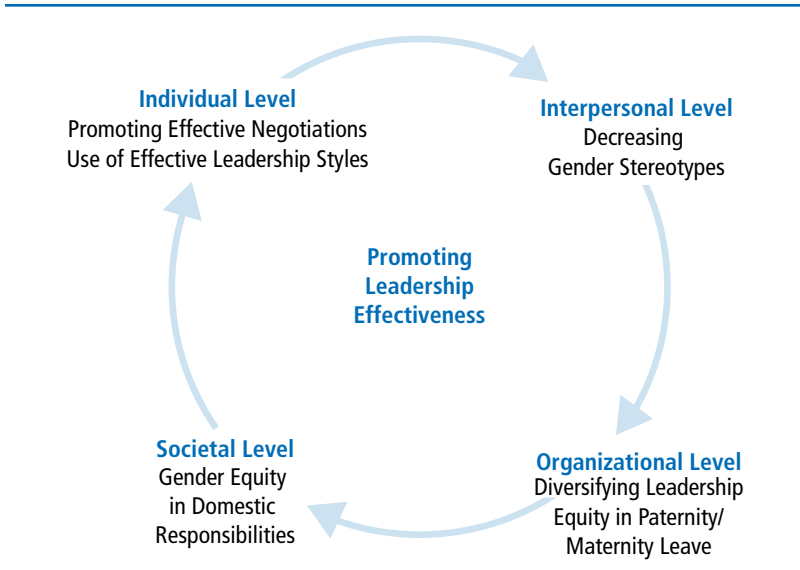 Individual Level
Promoting Effective Negotiations
Use of Effective Leadership Styles
Interpersonal Level
Decreasing
Gender Stereotypes
Promoting
Leadership
Effectiveness
Societal Level
Gender Equity
in Domestic
Responsibilities
Organizational Level
Diversifying Leadership
Equity in Paternity/
Maternity Leave